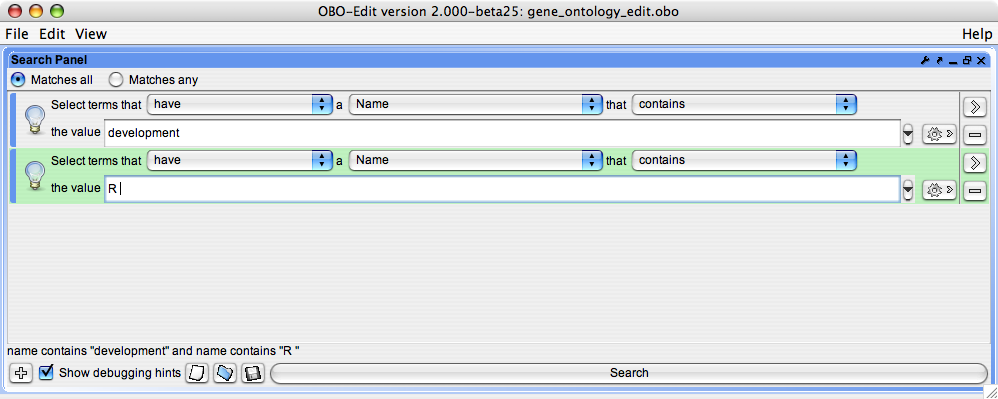 OBO-Edit version 2.000-beta25: gene_ontology_edit.obo
File Edit View Help
Search Panel
Matches all Matches any
Select terms that have a Name that contains
the value development
Select terms that have a Name that contains
the value R
name contains "development" and name contains "R "
Show debugging hints Search